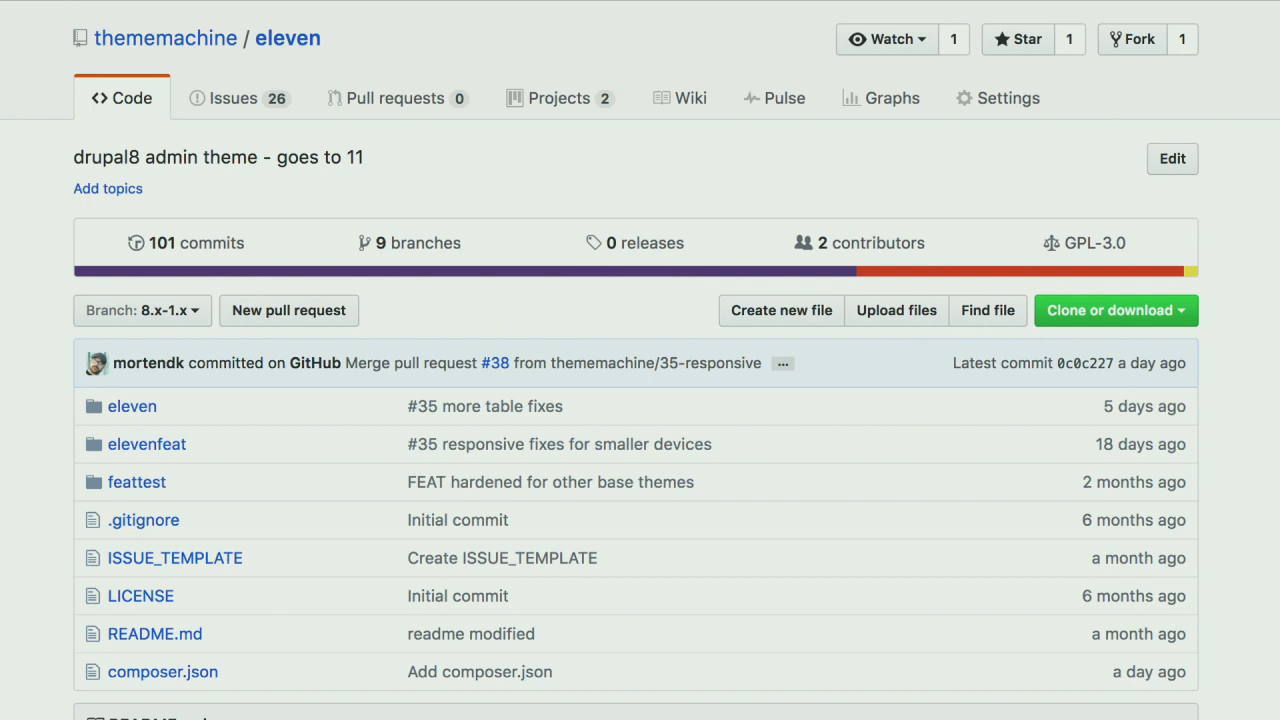 thememachine / eleven
Watch 1 Star 1 Fork 1
Code Issues 26 Pull requests 0 Projects 2 Wiki Pulse Graphs Settings
drupal8 admin theme - goes to 11
Edit
Add topics
101 commits 9 branches 0 releases 2 contributors GPL-3.0
Branch: 8.x-1.x New pull request Create new file Upload files Find file Clone or download
mortendk committed on GitHub Merge pull request #38 from thememachine/35-responsive ... Latest commit 0c0c227 a day ago
eleven #35 more table fixes 5 days ago
elevenfeat #35 responsive fixes for smaller devices 18 days ago
feattest FEAT hardened for other base themes 2 months ago
.gitignore Initial commit 6 months ago
ISSUE_TEMPLATE Create ISSUE_TEMPLATE a month ago
LICENSE Initial commit 6 months ago
README.md readme modified a month ago
composer.json Add composer.json a day ago